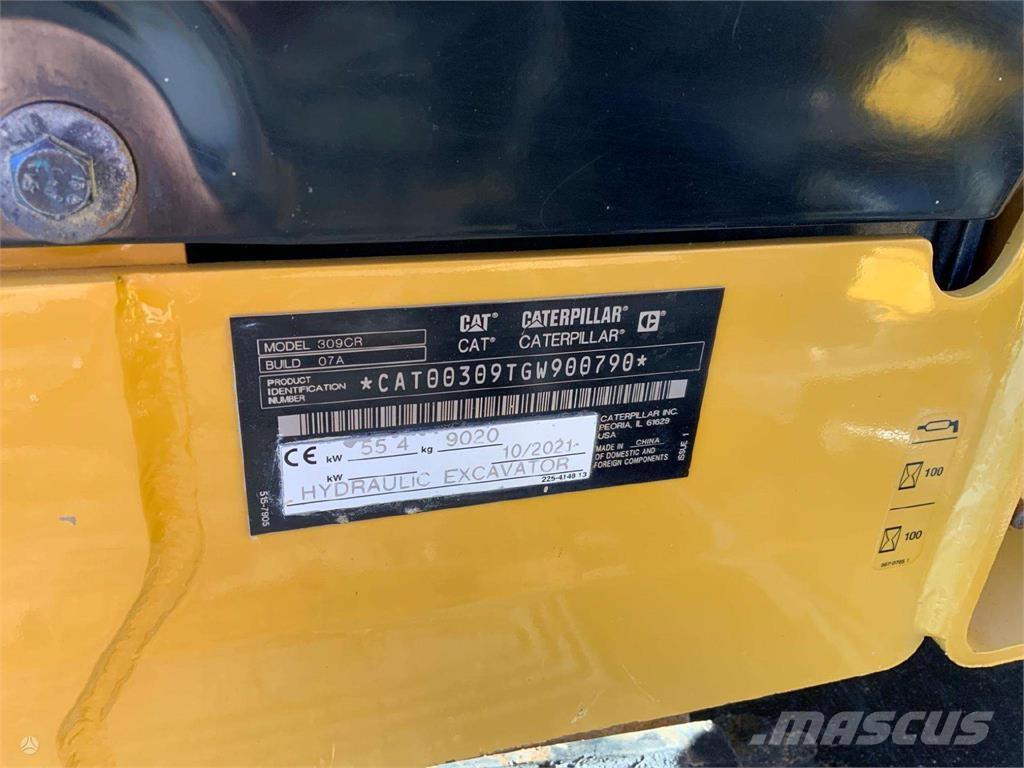 CAT® CATERPILLAR® C
CAT® CATERPILLAR®
MODEL 309CR
BUILD 07A
PRODUCT IDENTIFICATION NUMBER
*CAT00309TGW900790*
CATERPILLAR INC.
PEORIA, IL 61629
USA
MADE IN CHINA
OF DOMESTIC AND
FOREIGN COMPONENTS
ISSUE 1
CE kW 55.4 kg 9020
kW 10/2021
HYDRAULIC EXCAVATOR
225-4148 13
515-7905
100
100
MASCUS